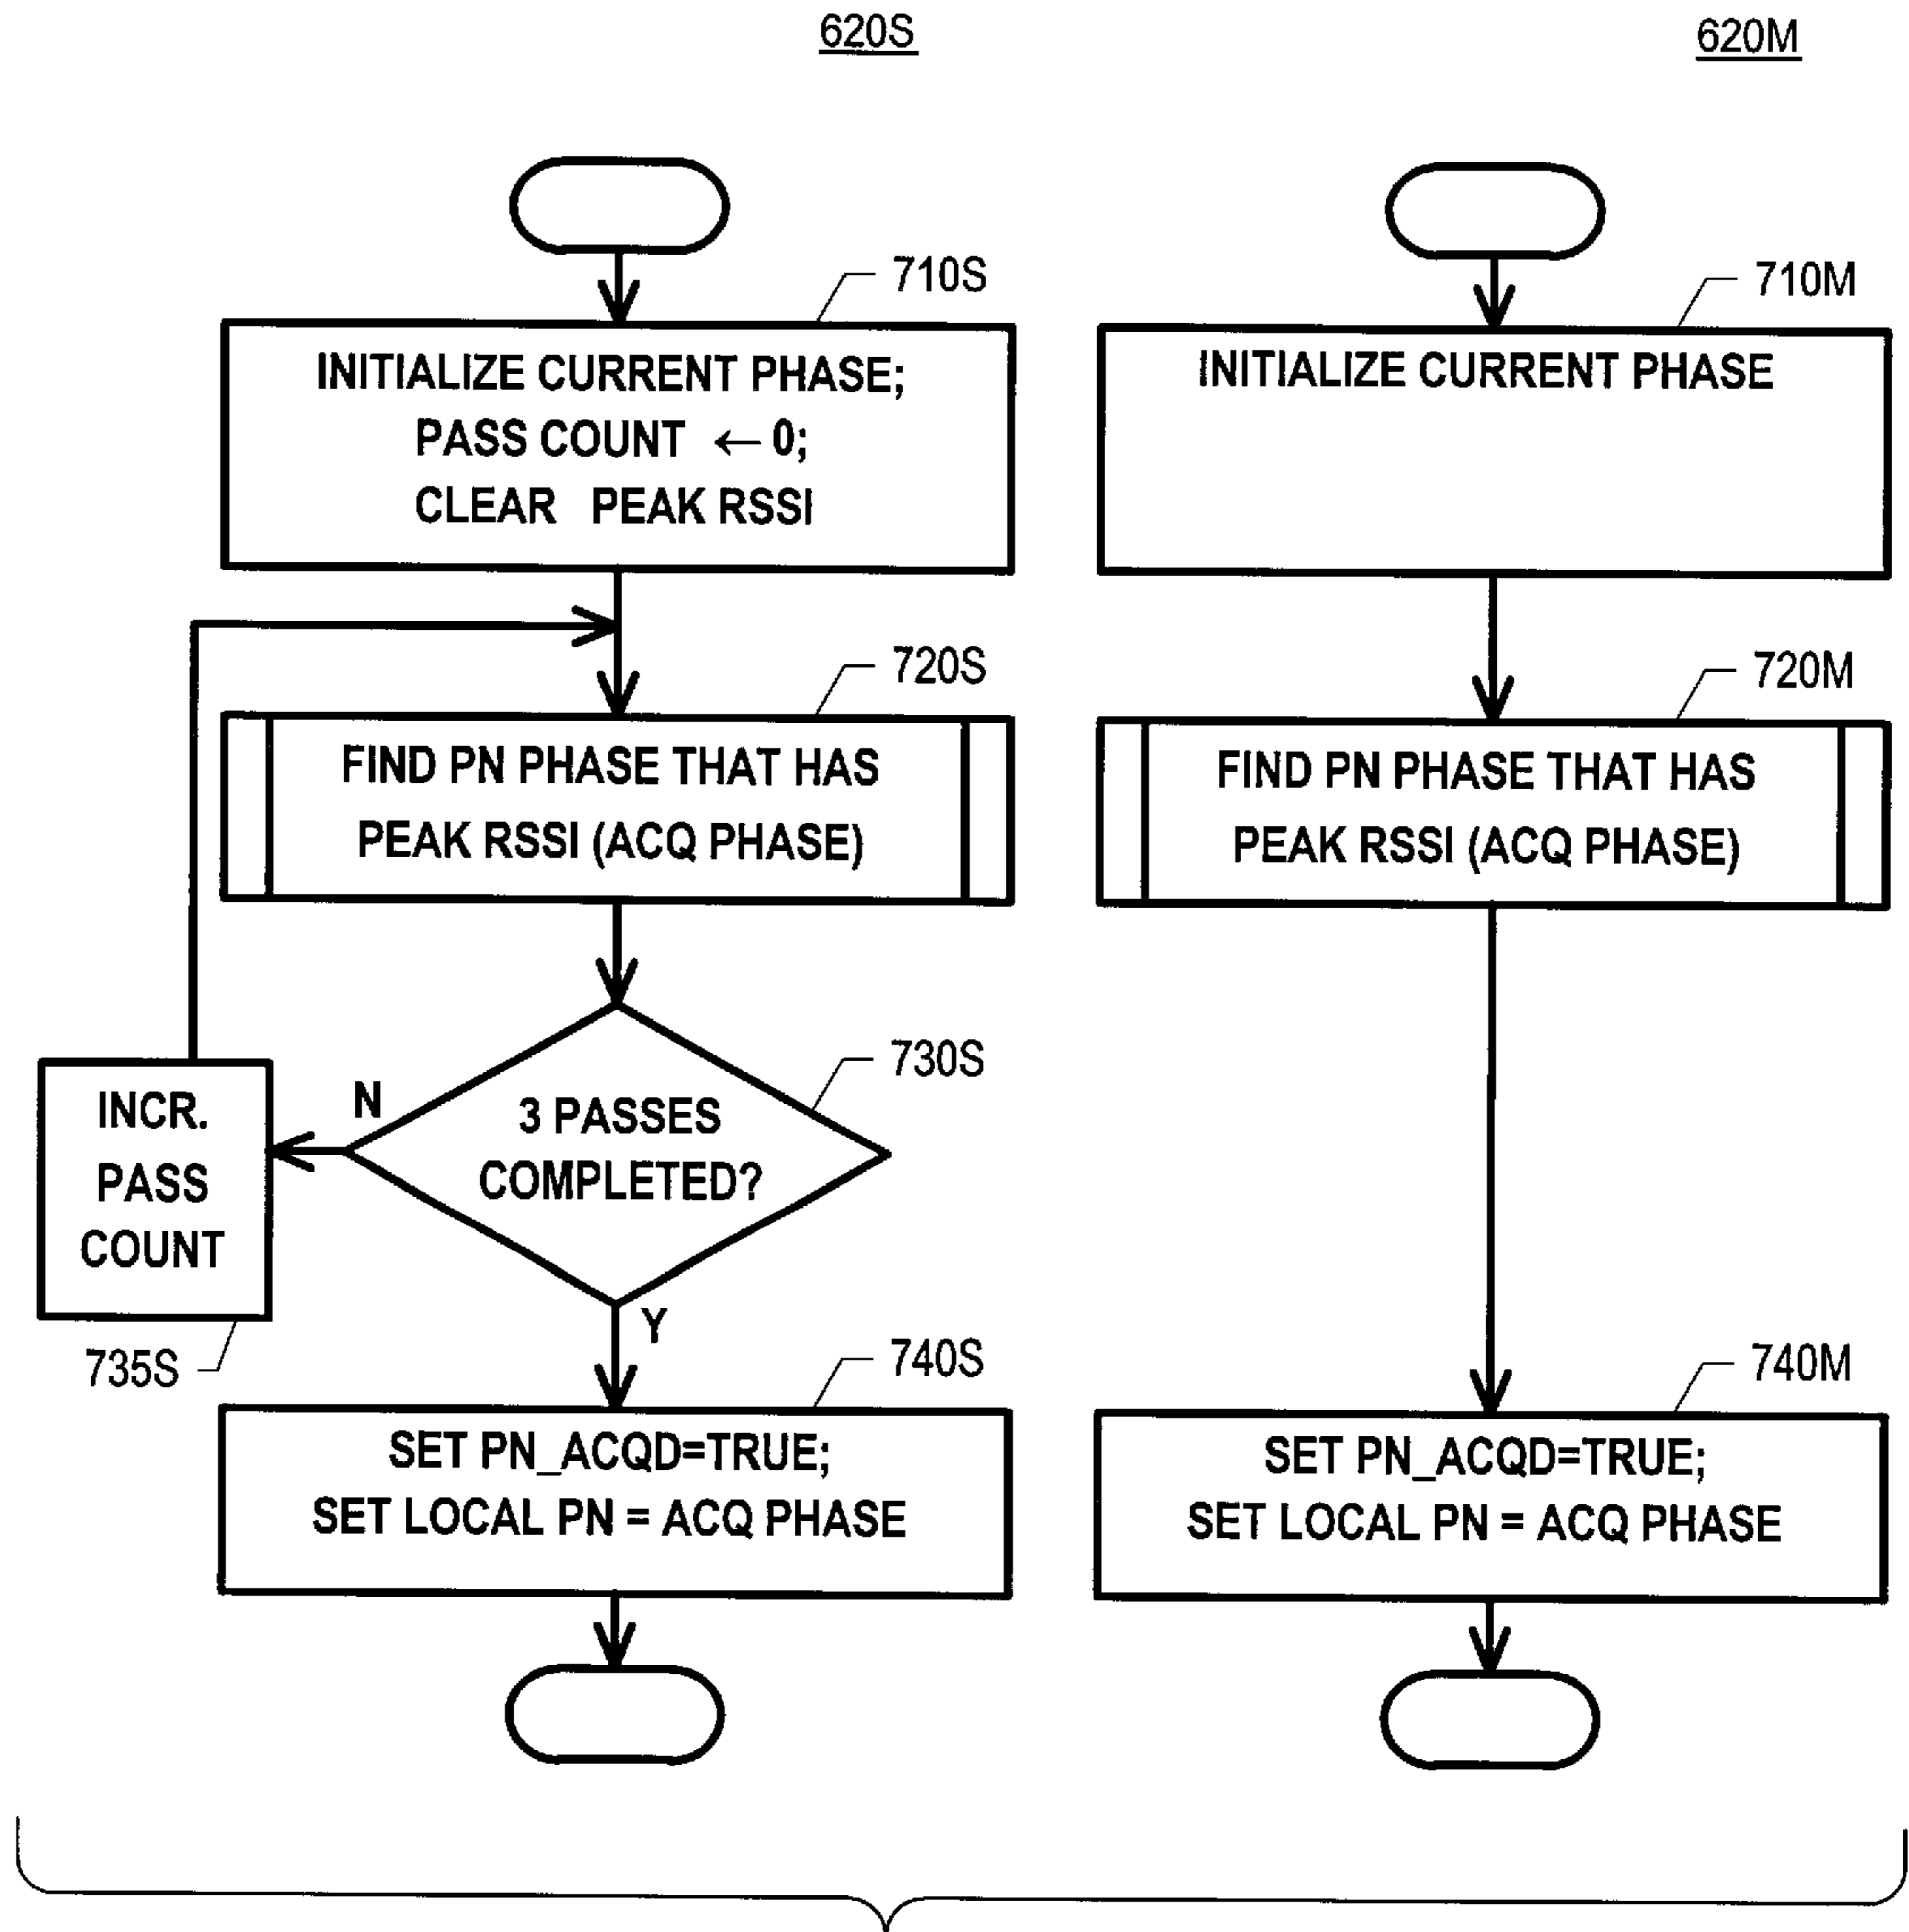 620S
620M
710S
INITIALIZE CURRENT PHASE;
PASS COUNT ← 0;
CLEAR PEAK RSSI
710M
INITIALIZE CURRENT PHASE
720S
FIND PN PHASE THAT HAS
PEAK RSSI (ACQ PHASE)
720M
FIND PN PHASE THAT HAS
PEAK RSSI (ACQ PHASE)
730S
3 PASSES
COMPLETED?
N
Y
INCR.
PASS
COUNT
735S
740S
SET PN_ACQD=TRUE;
SET LOCAL PN = ACQ PHASE
740M
SET PN_ACQD=TRUE;
SET LOCAL PN = ACQ PHASE